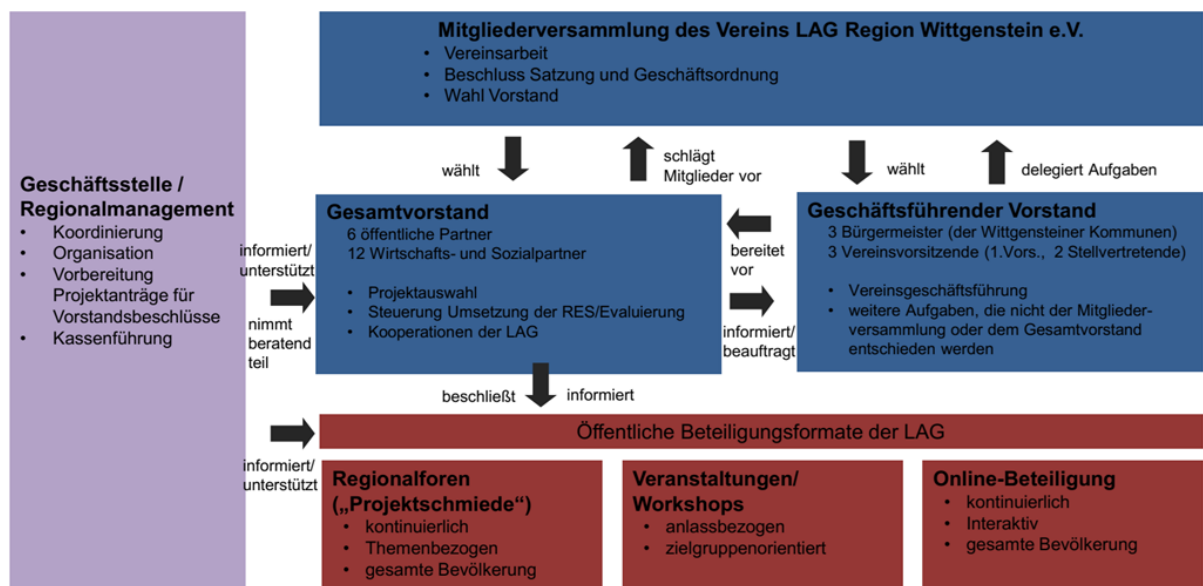 Mitgliederversammlung des Vereins LAG Region Wittgenstein e.V.
• Vereinsarbeit
• Beschluss Satzung und Geschäftsordnung
• Wahl Vorstand
Geschäftsstelle /
Regionalmanagement
• Koordinierung
• Organisation
• Vorbereitung
Projektanträge für
Vorstandsbeschlüsse
• Kassenführung
wählt
schlägt
Mitglieder vor
wählt
delegiert Aufgaben
informiert/
unterstützt
nimmt
beratend
teil
Gesamtvorstand
6 öffentliche Partner
12 Wirtschafts- und Sozialpartner
• Projektauswahl
• Steuerung Umsetzung der RES/Evaluierung
• Kooperationen der LAG
bereitet
vor
informiert/
beauftragt
Geschäftsführender Vorstand
3 Bürgermeister (der Wittgensteiner Kommunen)
3 Vereinsvorsitzende (1.Vors., 2 Stellvertretende)
• Vereinsgeschäftsführung
• weitere Aufgaben, die nicht der Mitglieder-
versammlung oder dem Gesamtvorstand
entschieden werden
beschließt
informiert
informiert/
unterstützt
Öffentliche Beteiligungsformate der LAG
Regionalforen
(„Projektschmiede“)
• kontinuierlich
• Themenbezogen
• gesamte Bevölkerung
Veranstaltungen/
Workshops
• anlassbezogen
• zielgruppenorientiert
Online-Beteiligung
• kontinuierlich
• Interaktiv
• gesamte Bevölkerung